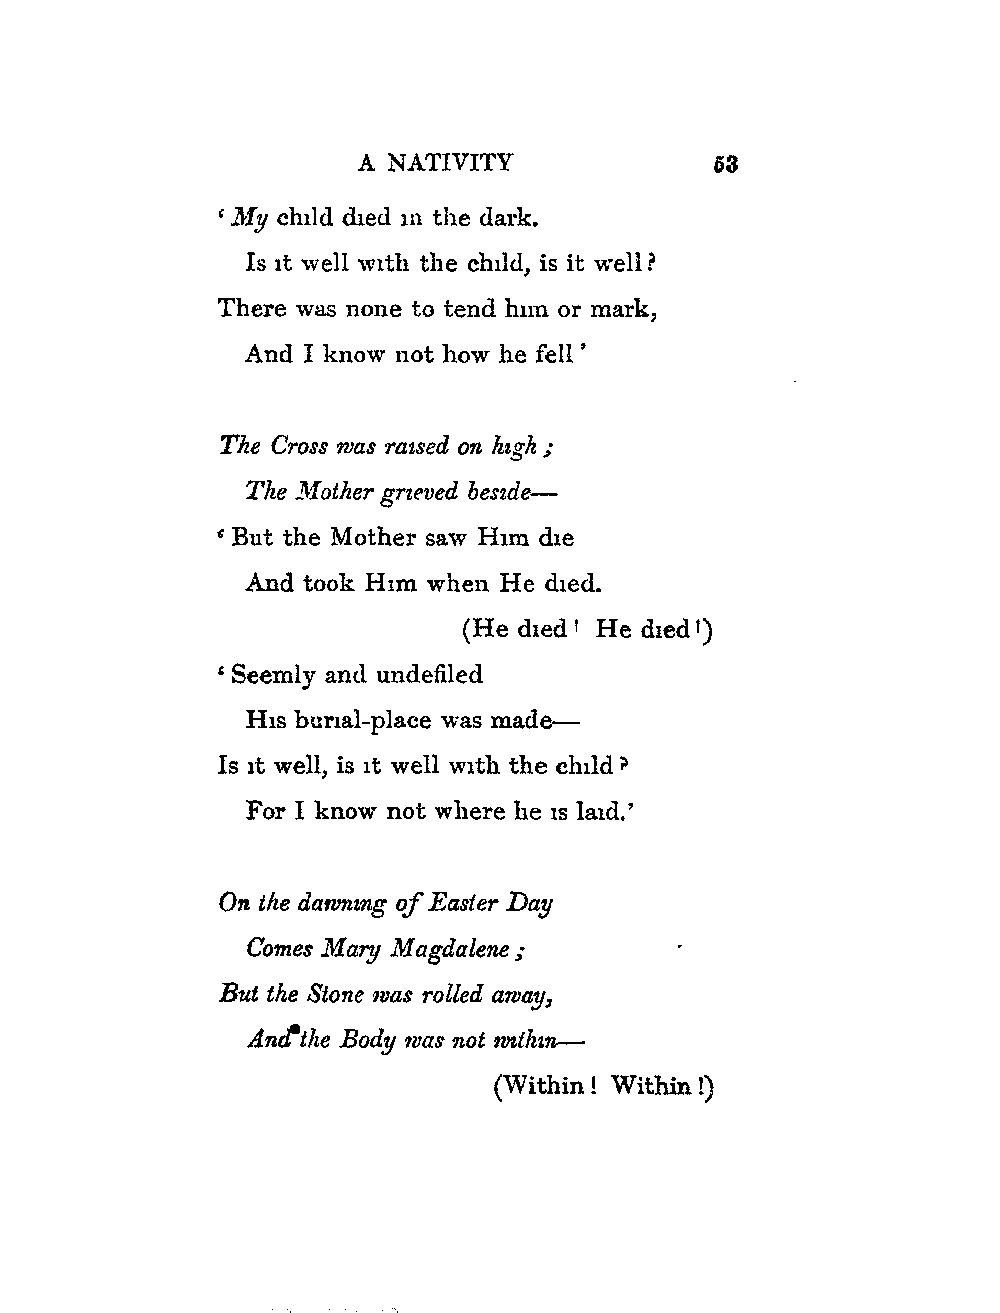 A NATIVITY 53
‘ My child died in the dark.
Is it well with the child, is it well?
There was none to tend him or mark,
And I know not how he fell ’
The Cross was raised on high ;
The Mother grieved beside—
‘ But the Mother saw Him die
And took Him when He died.
(He died! He died!)
‘ Seemly and undefiled
His burial-place was made—
Is it well, is it well with the child?
For I know not where he is laid.’
On the dawning of Easter Day
Comes Mary Magdalene ;
But the Stone was rolled away,
And the Body was not within—
(Within! Within!)